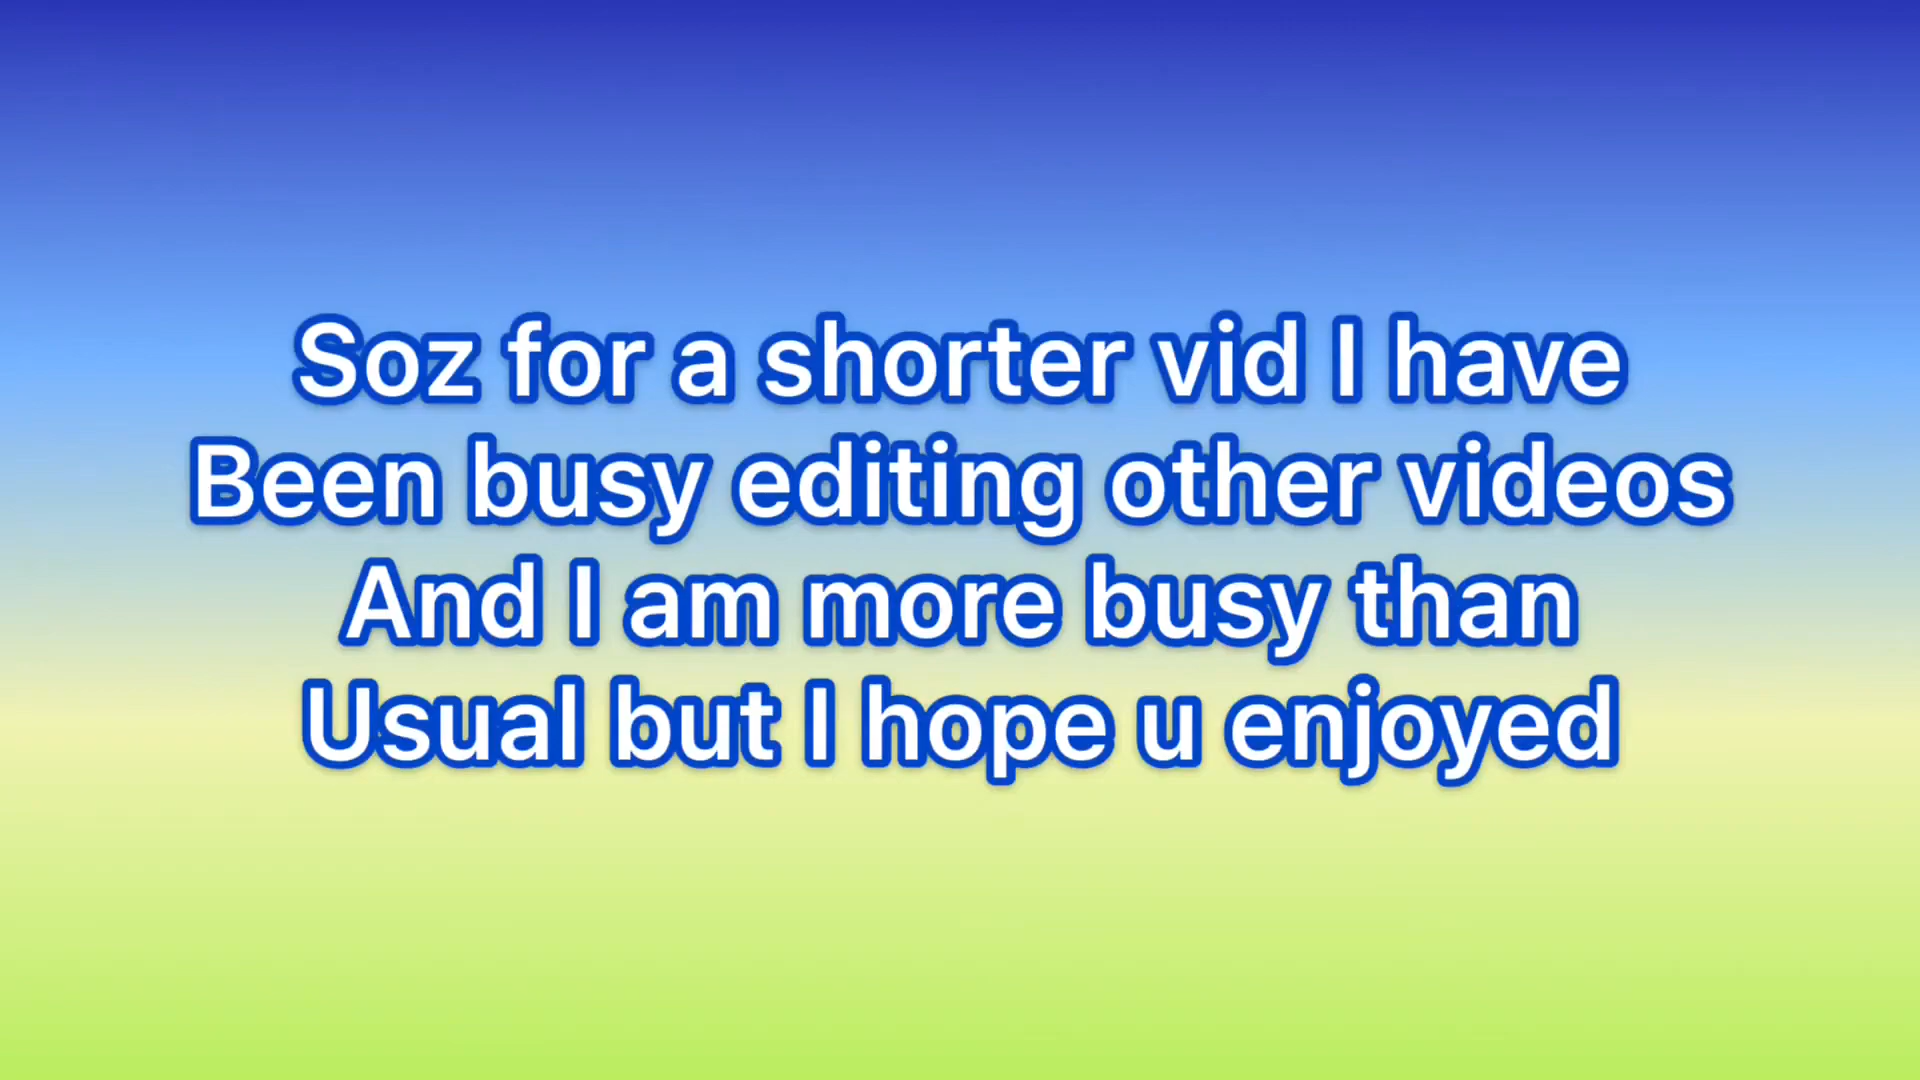 Soz for a shorter vid I have
Been busy editing other videos
And I am more busy than
Usual but I hope u enjoyed